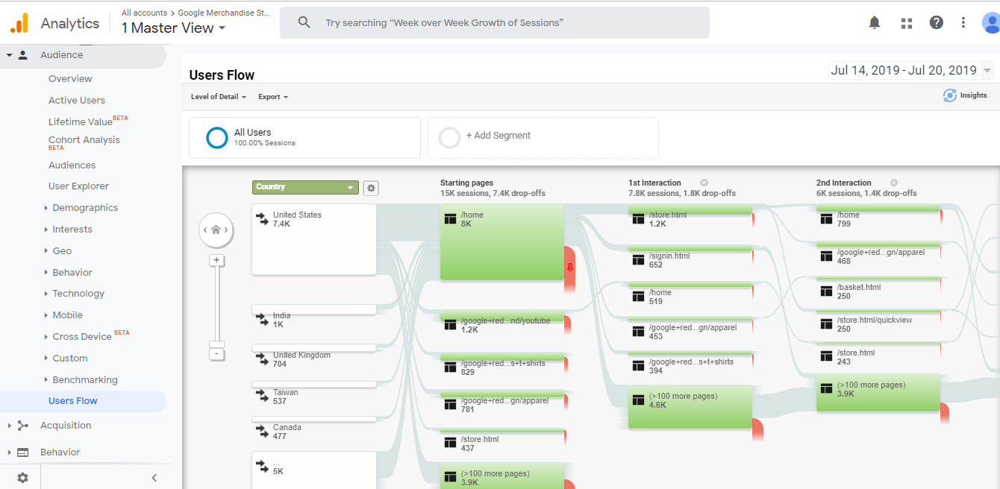 All accounts > Google Merchandise St...
Analytics
1 Master View
Try searching “Week over Week Growth of Sessions”
Audience
Overview
Active Users
Lifetime Value BETA
Cohort Analysis
BETA
Audiences
User Explorer
Demographics
Interests
Geo
Behavior
Technology
Mobile
Cross Device BETA
Custom
Benchmarking
Users Flow
Acquisition
Behavior
Users Flow
Jul 14, 2019 - Jul 20, 2019
Level of Detail
Export
Insights
All Users
100.00% Sessions
+ Add Segment
Country
United States
7.4K
India
1K
United Kingdom
704
Taiwan
537
Canada
477
...
5K
+
-
Starting pages
15K sessions, 7.4K drop-offs
/home
8K
/google+red...nd/youtube
1.2K
/google+red...s+t+shirts
829
/google+red...gn/apparel
781
/store.html
437
(>100 more pages)
3.9K
1st Interaction
7.8K sessions, 1.8K drop-offs
/store.html
1.2K
/signin.html
652
/home
519
/google+red...gn/apparel
453
/google+red...s+t+shirts
394
(>100 more pages)
4.6K
2nd Interaction
6K sessions, 1.4K drop-offs
/home
799
/google+red...gn/apparel
468
/basket.html
250
/store.html/quickview
250
/store.html
243
(>100 more pages)
3.9K